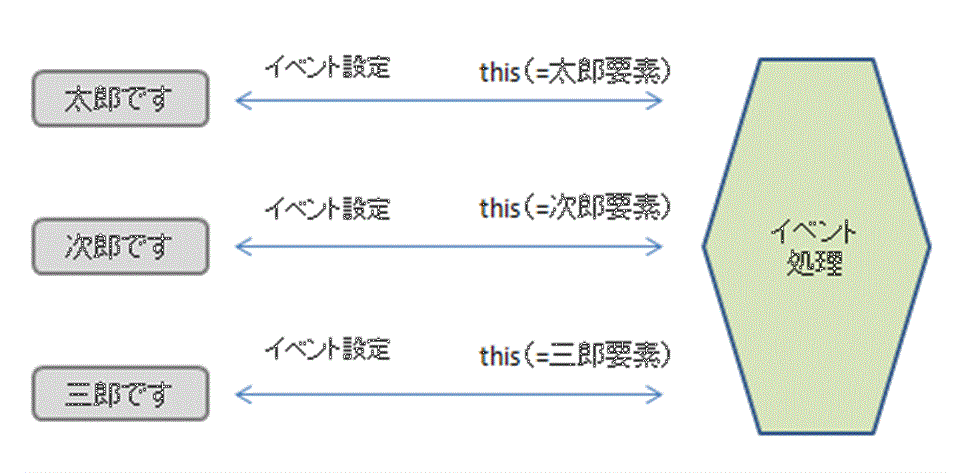 イベント設定
this(=太郎要素)
太郎です
イベント設定
this(=次郎要素)
次郎です
イベント
処理
イベント設定
this(=三郎要素)
三郎です